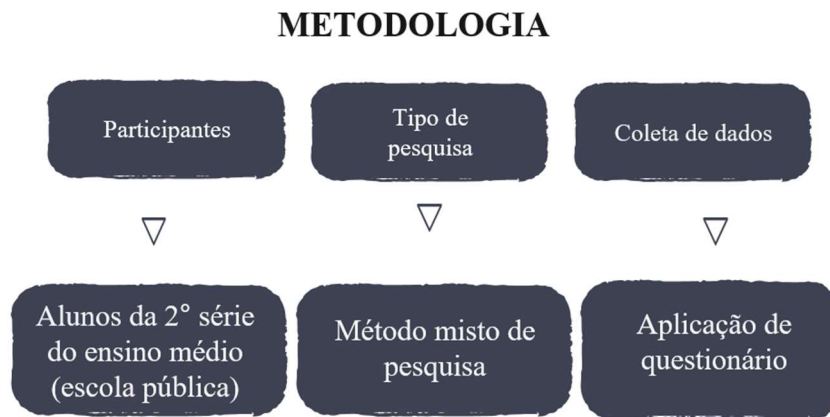 METODOLOGIA
Participantes
Tipo de
pesquisa
Coleta de dados
Alunos da 2° série
do ensino médio
(escola pública)
Método misto de
pesquisa
Aplicação de
questionário